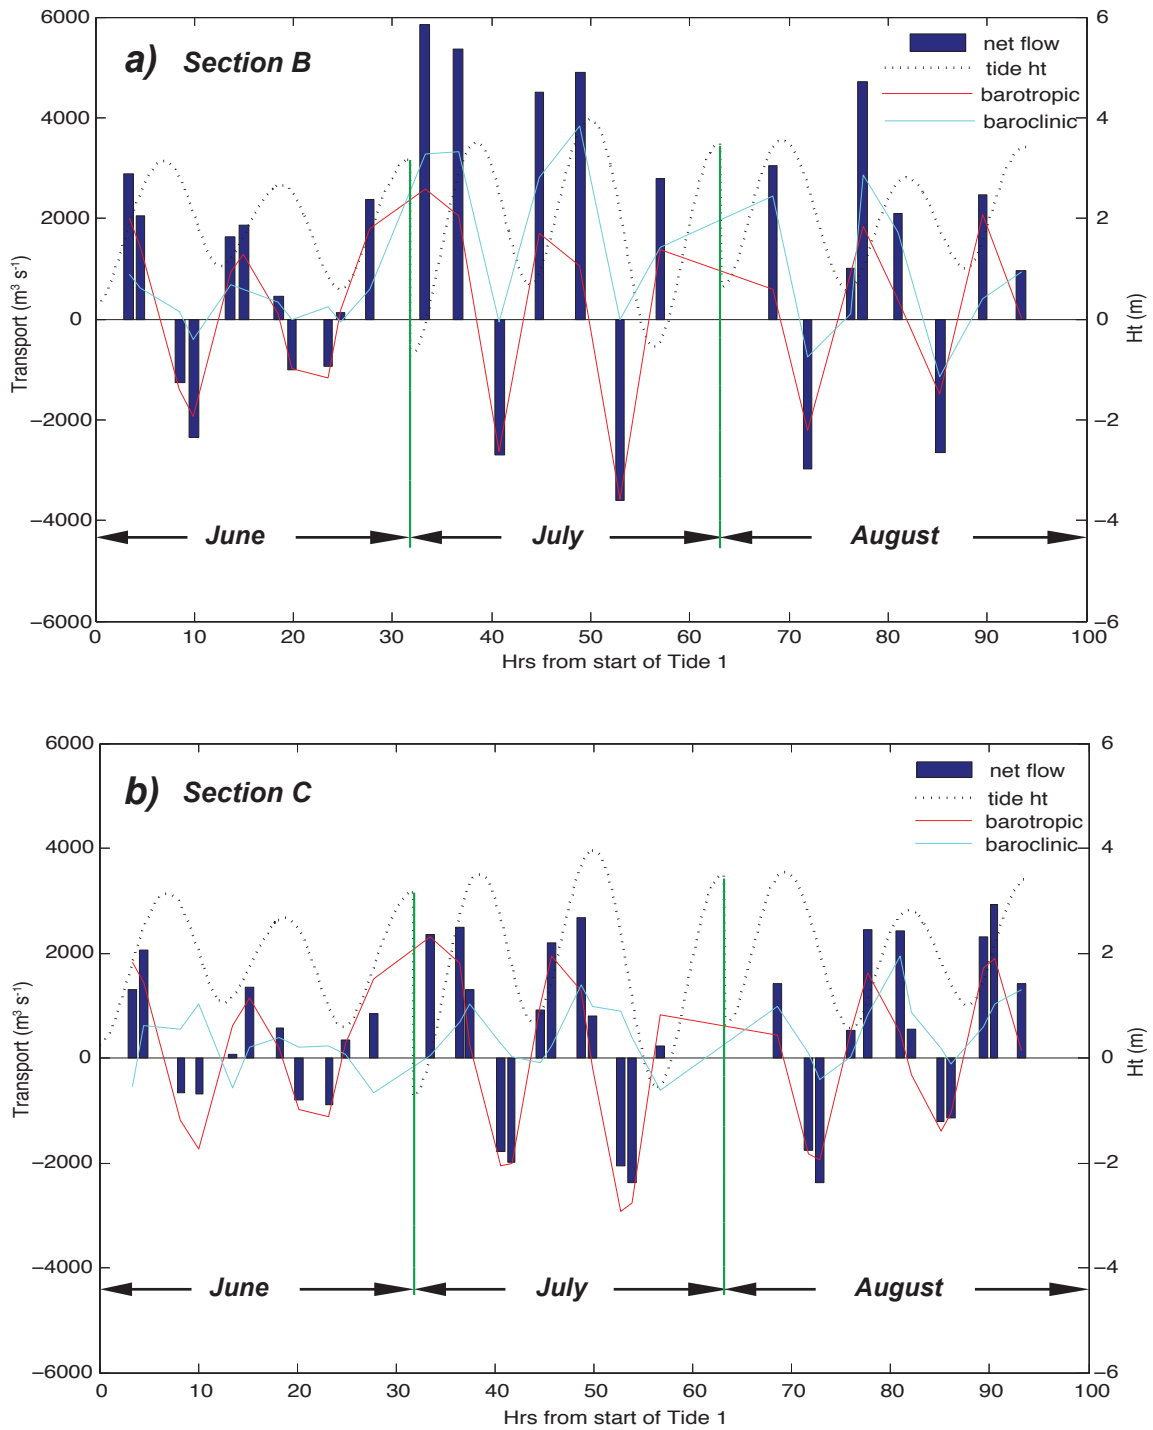 6000
4000
2000
0
−2000
−4000
−6000
Transport (m³ s⁻¹)
a) Section B
net flow
tide ht
barotropic
baroclinic
6
4
2
0
−2
−4
−6
Ht (m)
June
July
August
0 10 20 30 40 50 60 70 80 90 100
Hrs from start of Tide 1
6000
4000
2000
0
−2000
−4000
−6000
Transport (m³ s⁻¹)
b) Section C
net flow
tide ht
barotropic
baroclinic
6
4
2
0
−2
−4
−6
Ht (m)
June
July
August
0 10 20 30 40 50 60 70 80 90 100
Hrs from start of Tide 1